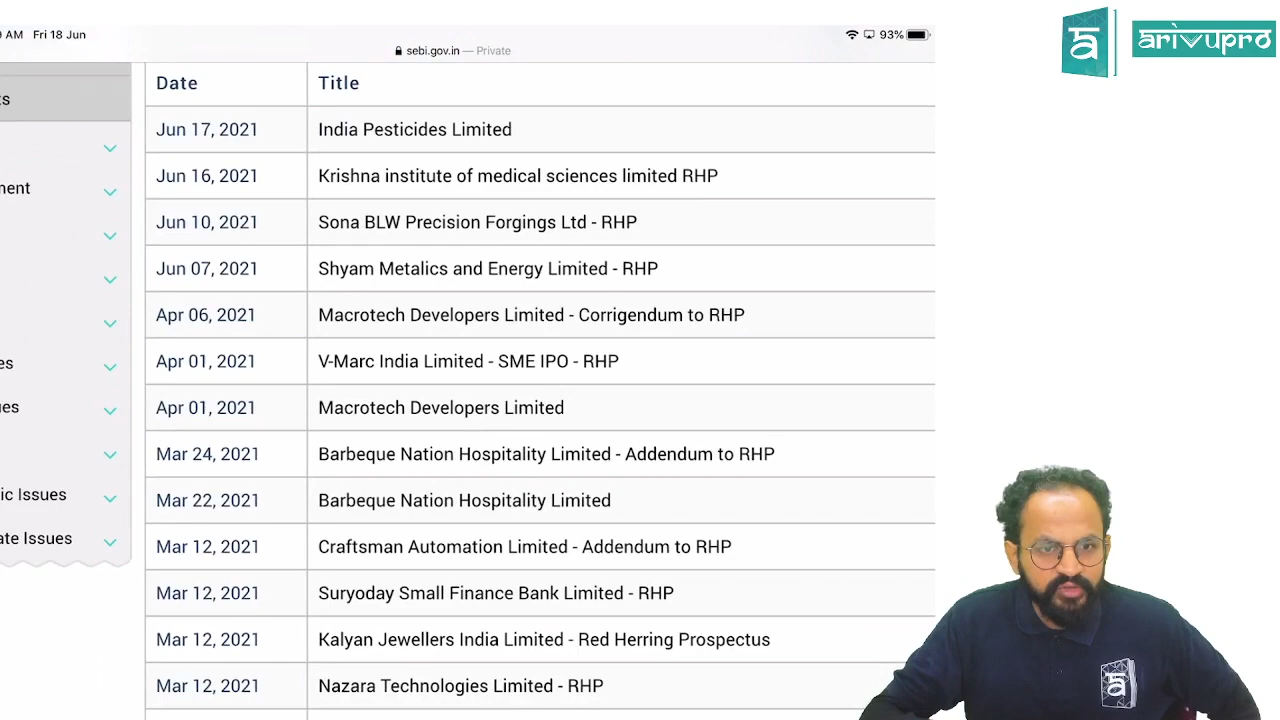 9 AM Fri 18 Jun
sebi.gov.in — Private
93%
arivupro
ts
Date Title
Jun 17, 2021 India Pesticides Limited
ment
Jun 16, 2021 Krishna institute of medical sciences limited RHP
Jun 10, 2021 Sona BLW Precision Forgings Ltd - RHP
Jun 07, 2021 Shyam Metalics and Energy Limited - RHP
Apr 06, 2021 Macrotech Developers Limited - Corrigendum to RHP
es
Apr 01, 2021 V-Marc India Limited - SME IPO - RHP
ues
Apr 01, 2021 Macrotech Developers Limited
Mar 24, 2021 Barbeque Nation Hospitality Limited - Addendum to RHP
ic Issues
Mar 22, 2021 Barbeque Nation Hospitality Limited
ate Issues
Mar 12, 2021 Craftsman Automation Limited - Addendum to RHP
Mar 12, 2021 Suryoday Small Finance Bank Limited - RHP
Mar 12, 2021 Kalyan Jewellers India Limited - Red Herring Prospectus
Mar 12, 2021 Nazara Technologies Limited - RHP